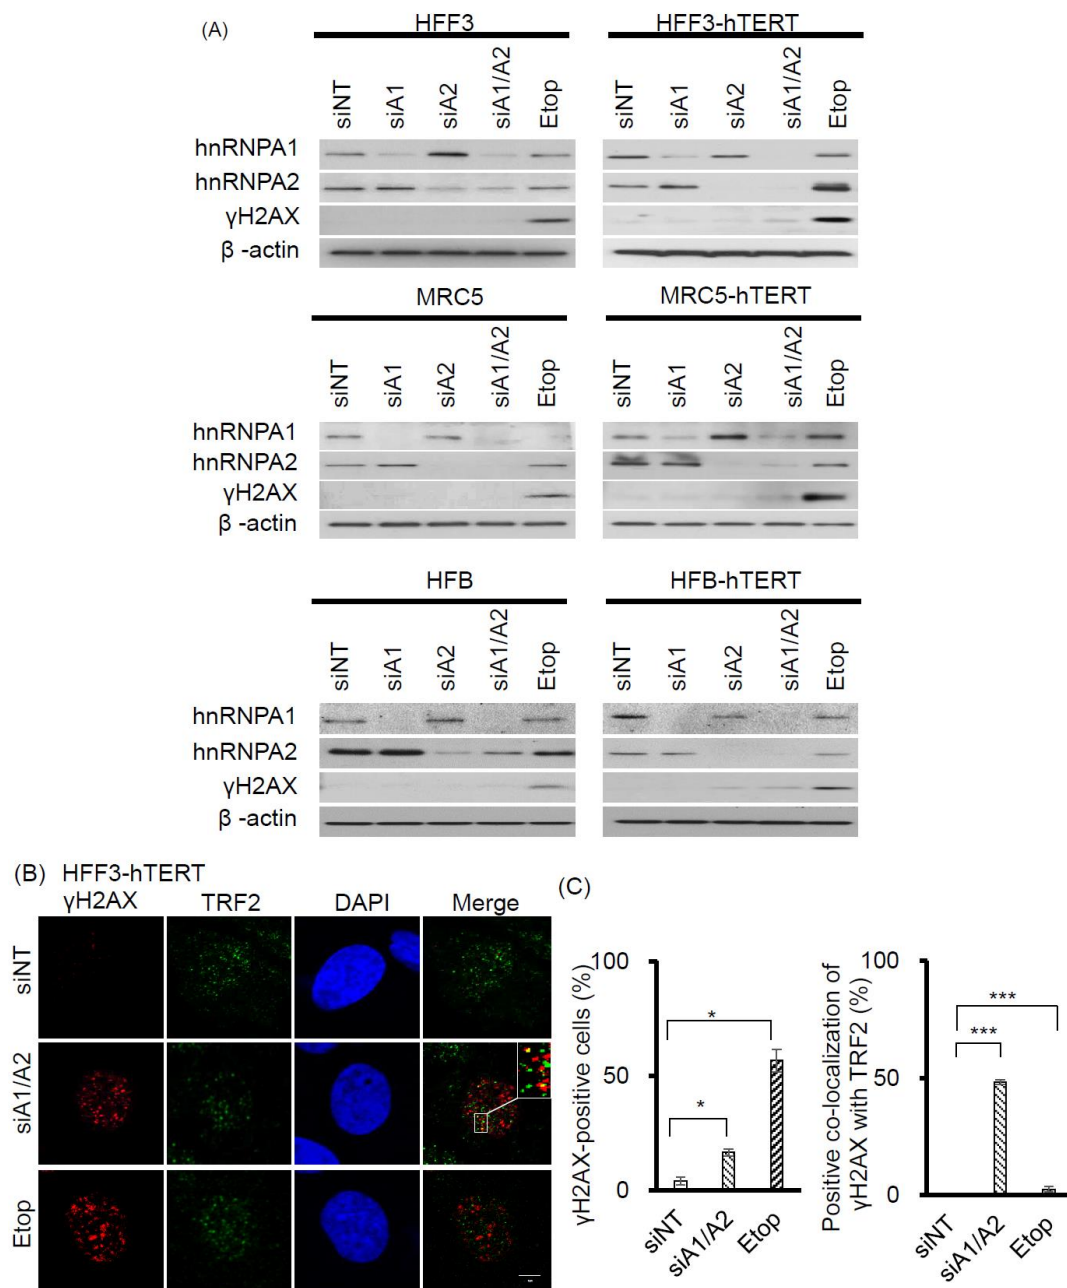 (A)
HFF3
HFF3-hTERT
siNT siA1 siA2 siA1/A2 Etop
siNT siA1 siA2 siA1/A2 Etop
hnRNPA1
hnRNPA2
γH2AX
β -actin
MRC5
MRC5-hTERT
siNT siA1 siA2 siA1/A2 Etop
siNT siA1 siA2 siA1/A2 Etop
hnRNPA1
hnRNPA2
γH2AX
β -actin
HFB
HFB-hTERT
siNT siA1 siA2 siA1/A2 Etop
siNT siA1 siA2 siA1/A2 Etop
hnRNPA1
hnRNPA2
γH2AX
β -actin
(B) HFF3-hTERT
γH2AX TRF2 DAPI Merge
siNT
siA1/A2
Etop
(C)
γH2AX-positive cells (%)
100
50
0
*
*
siNT siA1/A2 Etop
Positive co-localization of
γH2AX with TRF2 (%)
100
50
0
***
***
siNT siA1/A2 Etop